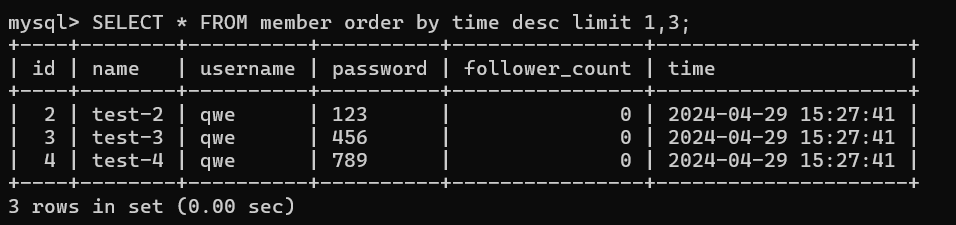 mysql> SELECT * FROM member order by time desc limit 1,3;
+----+--------+----------+----------+----------------+---------------------+
| id | name   | username | password | follower_count | time                |
+----+--------+----------+----------+----------------+---------------------+
|  2 | test-2 | qwe      | 123      |              0 | 2024-04-29 15:27:41 |
|  3 | test-3 | qwe      | 456      |              0 | 2024-04-29 15:27:41 |
|  4 | test-4 | qwe      | 789      |              0 | 2024-04-29 15:27:41 |
+----+--------+----------+----------+----------------+---------------------+
3 rows in set (0.00 sec)